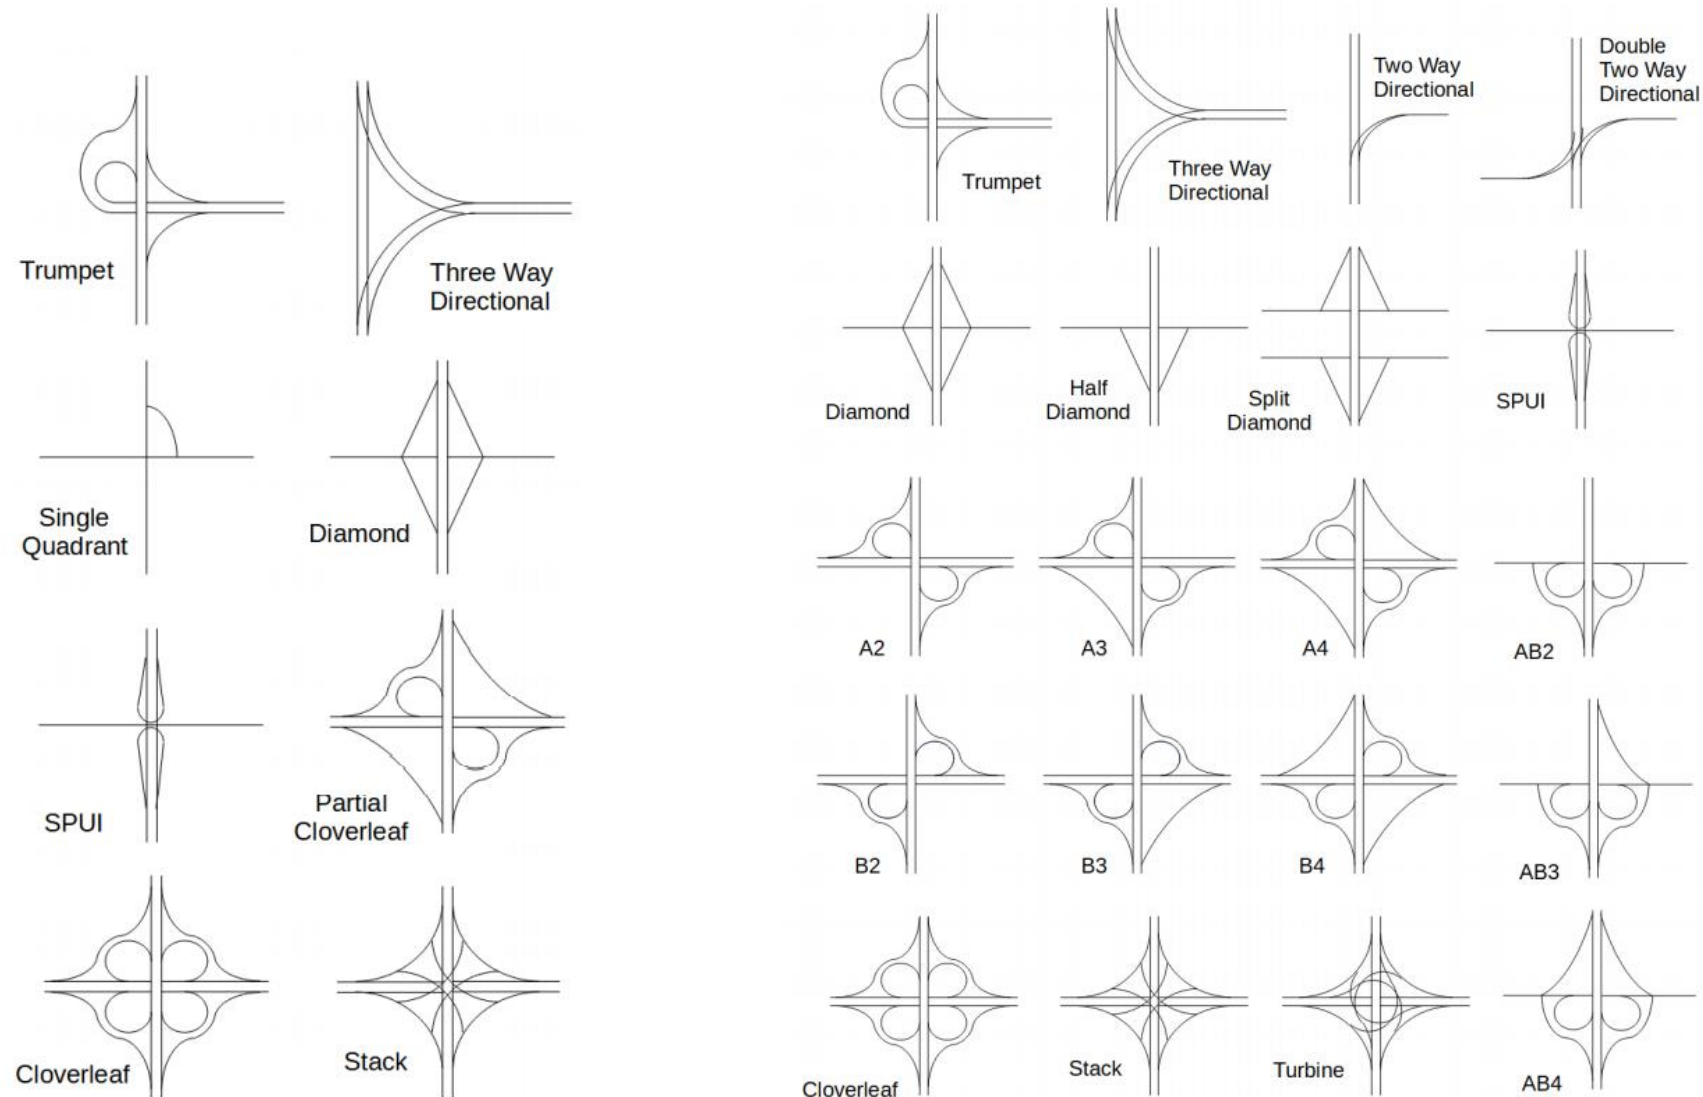 Trumpet
Three Way
Directional
Single
Quadrant
Diamond
SPUI
Partial
Cloverleaf
Cloverleaf
Stack
Trumpet
Three Way
Directional
Two Way
Directional
Double
Two Way
Directional
Diamond
Half
Diamond
Split
Diamond
SPUI
A2
A3
A4
AB2
B2
B3
B4
AB3
Cloverleaf
Stack
Turbine
AB4